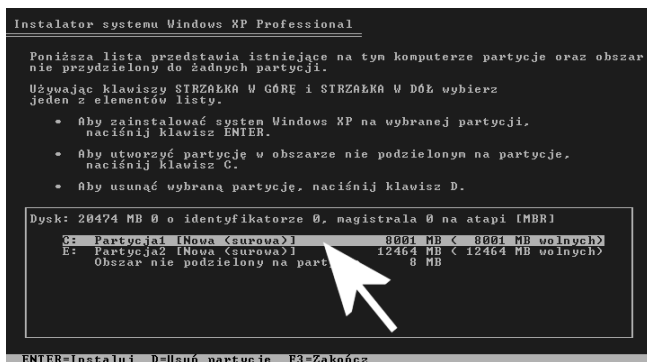 Instalator systemu Windows XP Professional
Poniższa lista przedstawia istniejące na tym komputerze partycje oraz obszar
nie przydzielony do żadnych partycji.
Używając klawiszy STRZAŁKA W GÓRĘ i STRZAŁKA W DÓŁ wybierz
jeden z elementów listy.
• Aby zainstalować system Windows XP na wybranej partycji,
naciśnij klawisz ENTER.
• Aby utworzyć partycję w obszarze nie podzielonym na partycje,
naciśnij klawisz C.
• Aby usunąć wybraną partycję, naciśnij klawisz D.
Dysk: 20474 MB 0 o identyfikatorze 0, magistrala 0 na atapi [MBR]
C: Partycja1 [Nowa (surowa)] 8001 MB ( 8001 MB wolnych)
E: Partycja2 [Nowa (surowa)] 12464 MB ( 12464 MB wolnych)
Obszar nie podzielony na 8 MB
ENTER=Instaluj D=Usuń partycję F3=Zakończ